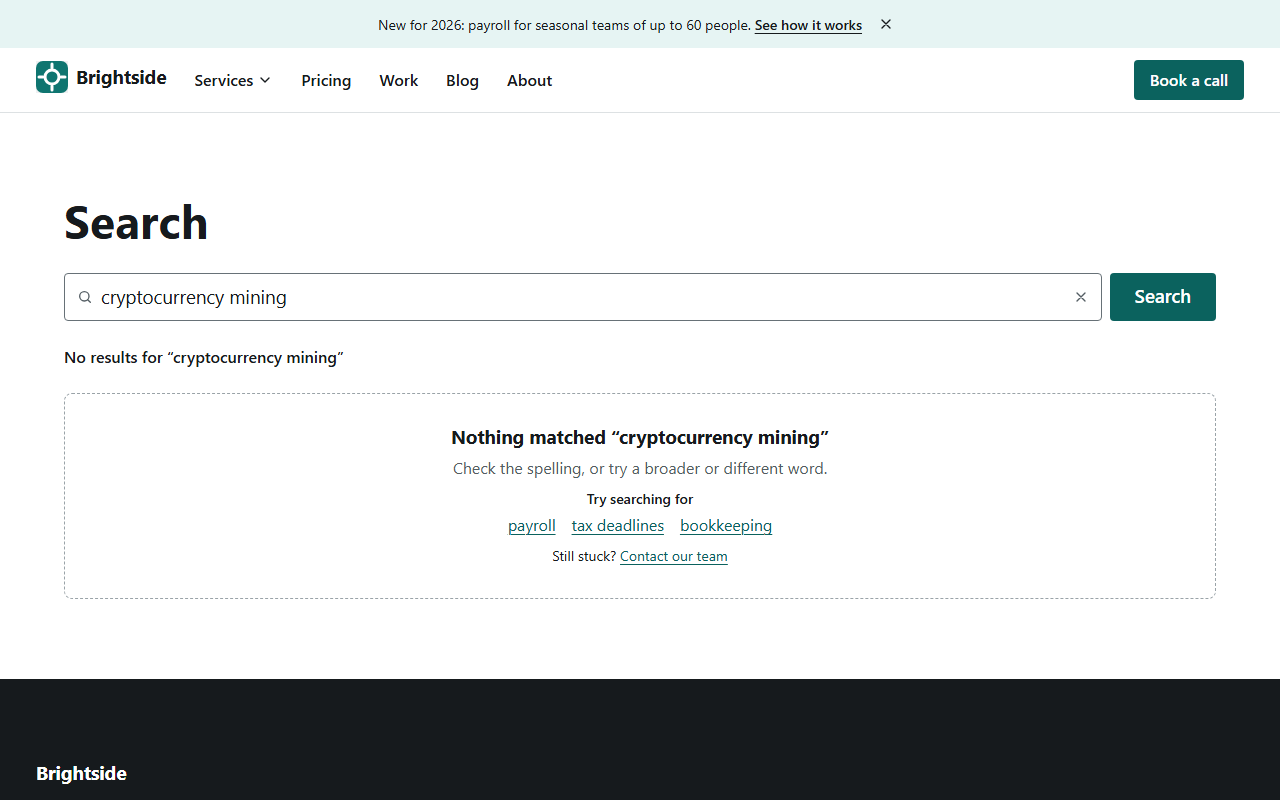 New for 2026: payroll for seasonal teams of up to 60 people. See how it works
Brightside
Services
Pricing
Work
Blog
About
Book a call
Search
cryptocurrency mining
Search
No results for “cryptocurrency mining”
Nothing matched “cryptocurrency mining”
Check the spelling, or try a broader or different word.
Try searching for
payroll tax deadlines bookkeeping
Still stuck? Contact our team
Brightside